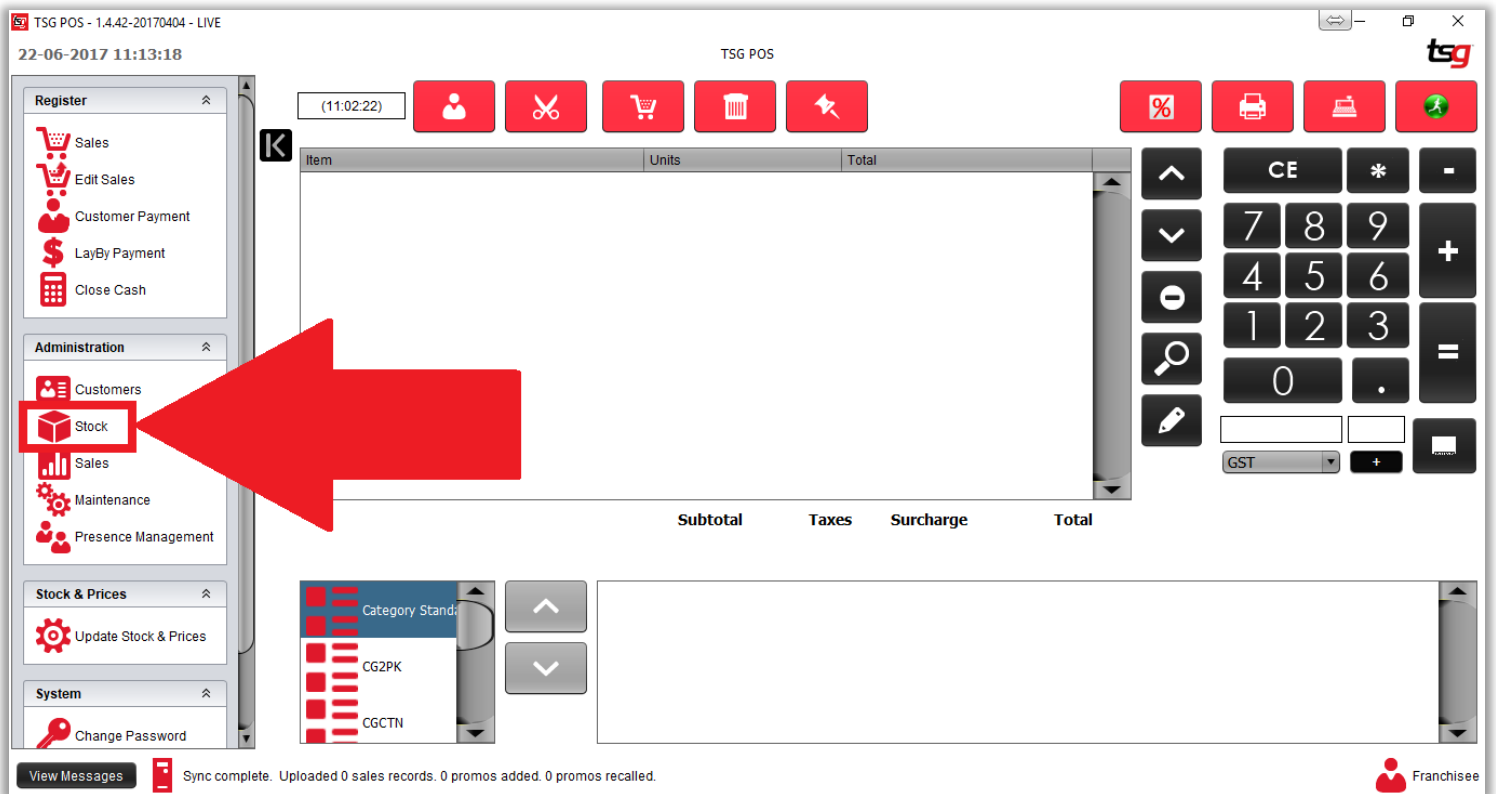 TSG POS - 1.4.42-20170404 - LIVE
22-06-2017 11:13:18
TSG POS
tsg
Register
Sales
Edit Sales
Customer Payment
LayBy Payment
Close Cash
Administration
Customers
Stock
Sales
Maintenance
Presence Management
Stock & Prices
Update Stock & Prices
System
Change Password
(11:02:22)
%
Item Units Total
CE * -
7 8 9 +
4 5 6
1 2 3 =
0 .
GST +
Subtotal Taxes Surcharge Total
Category Standa
CG2PK
CGCTN
View Messages
Sync complete. Uploaded 0 sales records. 0 promos added. 0 promos recalled.
Franchisee